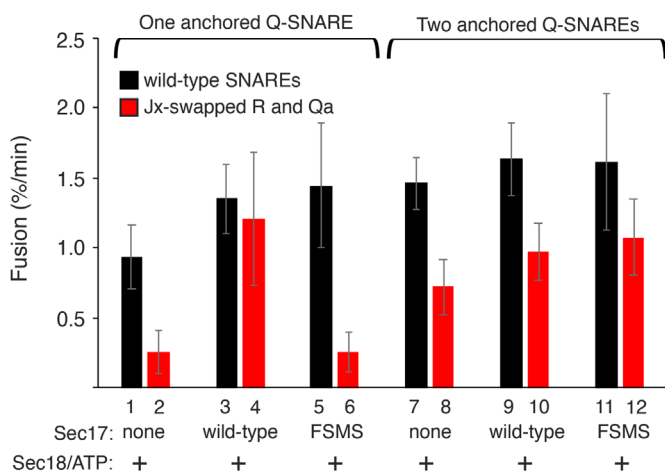 One anchored Q-SNARE
Two anchored Q-SNAREs
2.5
2.0
1.5
1.0
0.5
Fusion (%/min)
wild-type SNAREs
Jx-swapped R and Qa
1 2 3 4 5 6 7 8 9 10 11 12
Sec17: none wild-type FSMS none wild-type FSMS
Sec18/ATP: + + + + + +